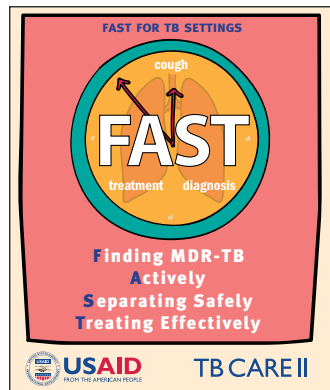 FAST FOR TB SETTINGS
cough
FAST
treatment diagnosis
Finding MDR-TB
Actively
Separating Safely
Treating Effectively
USAID
FROM THE AMERICAN PEOPLE
TB CARE II